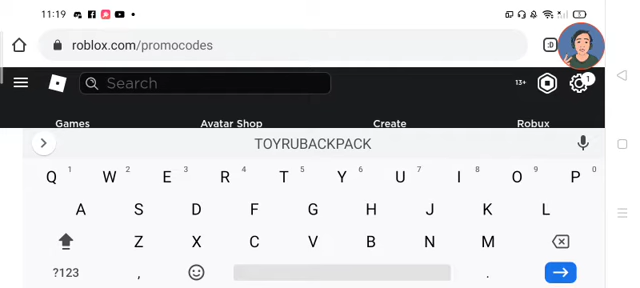 11:19
roblox.com/promocodes
:D
Search
13+
1
Games Avatar Shop Create Robux
TOYRUBACKPACK
Q 1 W 2 E 3 R 4 T 5 Y 6 U 7 I 8 O 9 P 0
A S D F G H J K L
Z X C V B N M
?123 , .